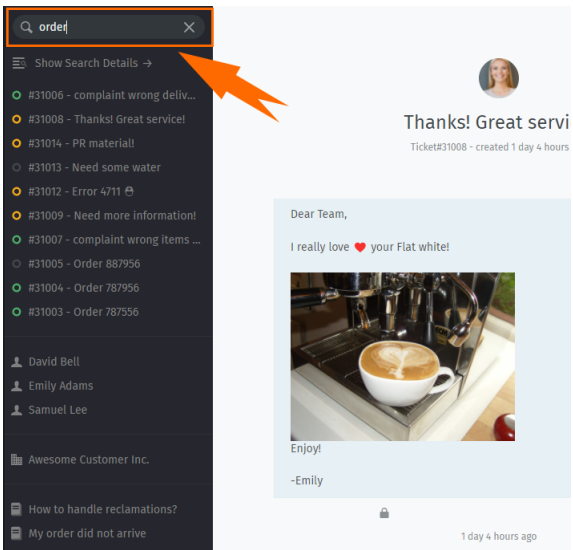 order
Show Search Details →
#31006 - complaint wrong deliv...
#31008 - Thanks! Great service!
#31014 - PR material!
#31013 - Need some water
#31012 - Error 4711 ⛑
#31009 - Need more information!
#31007 - complaint wrong items ...
#31005 - Order 887956
#31004 - Order 787956
#31003 - Order 787556
David Bell
Emily Adams
Samuel Lee
Awesome Customer Inc.
How to handle reclamations?
My order did not arrive
Thanks! Great servi
Ticket#31008 - created 1 day 4 hours
Dear Team,
I really love ❤ your Flat white!
Enjoy!
-Emily
1 day 4 hours ago